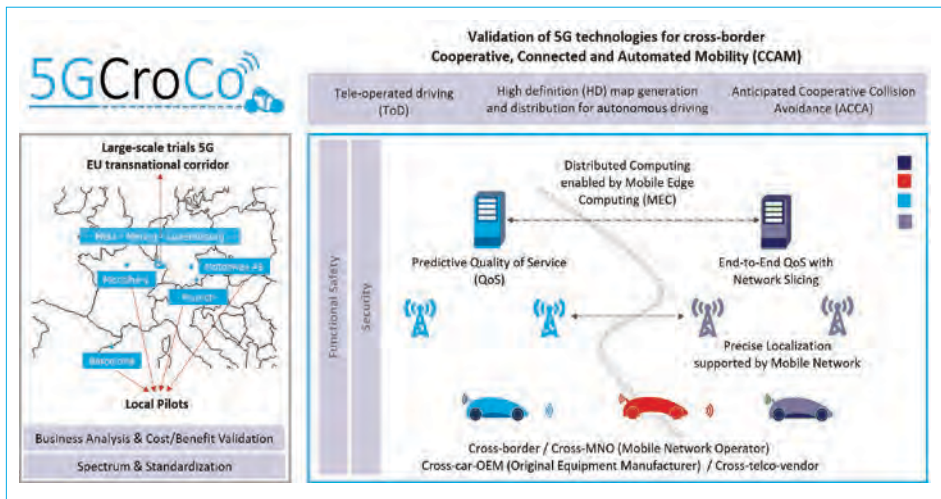 5GCroCo
Validation of 5G technologies for cross-border
Cooperative, Connected and Automated Mobility (CCAM)
Tele-operated driving
(ToD)
High definition (HD) map generation
and distribution for autonomous driving
Anticipated Cooperative Collision
Avoidance (ACCA)
Large-scale trials 5G
EU transnational corridor
Metz - Merzig - Luxembourg
Motorway A9
Montlhéry
Munich
Barcelona
Local Pilots
Business Analysis & Cost/Benefit Validation
Spectrum & Standardization
Functional Safety
Security
Distributed Computing
enabled by Mobile Edge
Computing (MEC)
Predictive Quality of Service
(QoS)
End-to-End QoS with
Network Slicing
Precise Localization
supported by Mobile Network
Cross-border / Cross-MNO (Mobile Network Operator)
Cross-car-OEM (Original Equipment Manufacturer) / Cross-telco-vendor